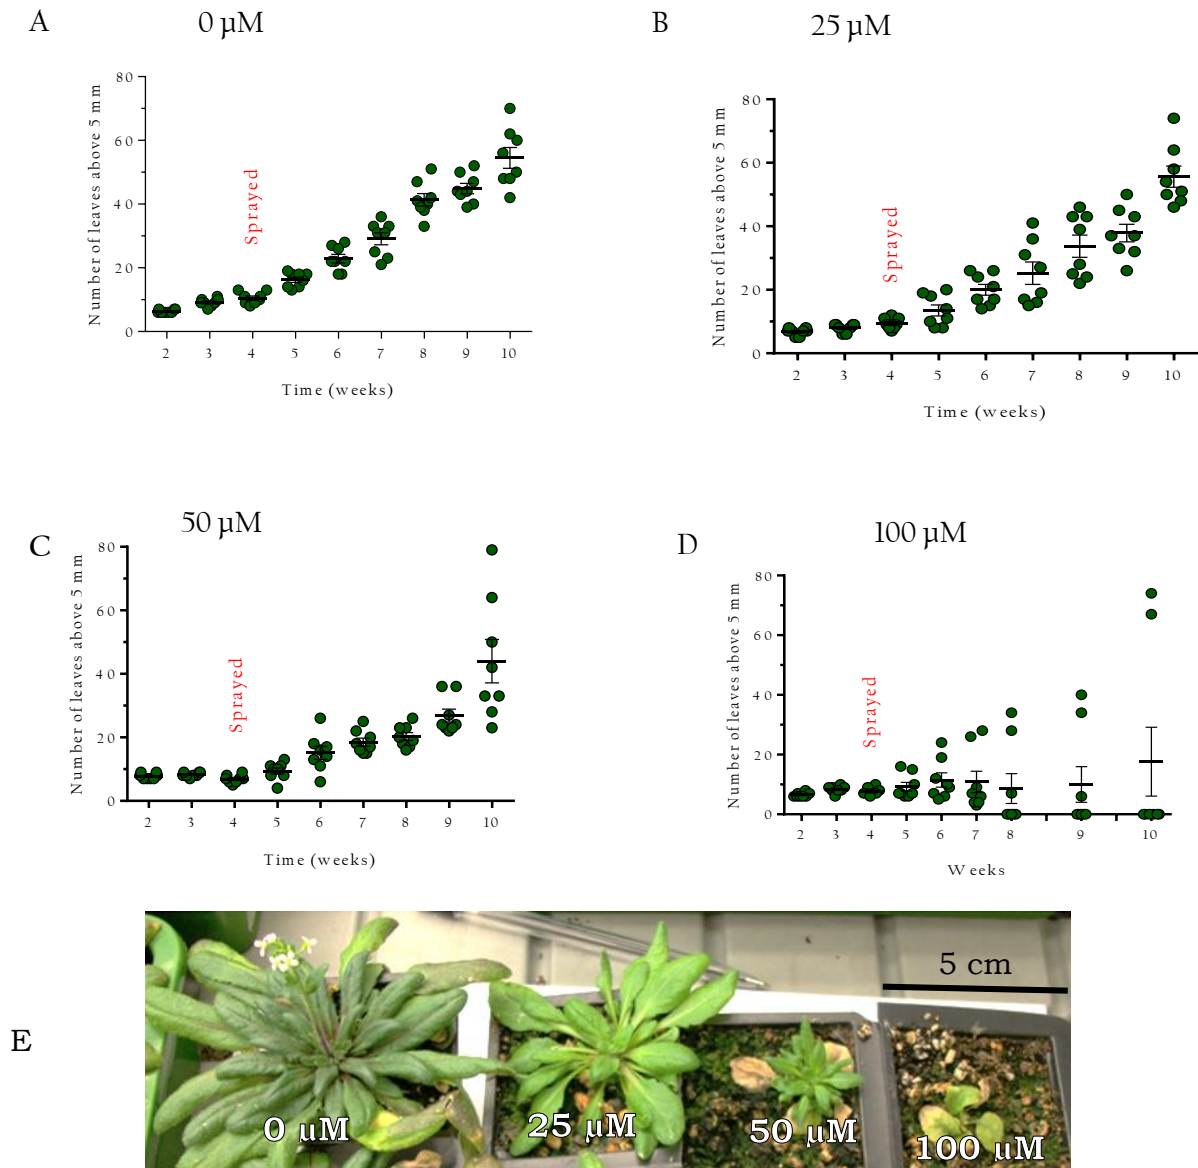 A
0 µM
Number of leaves above 5 mm
80
60
40
20
0
Sprayed
2 3 4 5 6 7 8 9 10
Time (weeks)
B
25 µM
Number of leaves above 5 mm
80
60
40
20
0
Sprayed
2 3 4 5 6 7 8 9 10
Time (weeks)
C
50 µM
Number of leaves above 5 mm
80
60
40
20
0
Sprayed
2 3 4 5 6 7 8 9 10
Time (weeks)
D
100 µM
Number of leaves above 5 mm
80
60
40
20
0
Sprayed
2 3 4 5 6 7 8 9 10
Weeks
E
5 cm
0 µM
25 µM
50 µM
100 µM